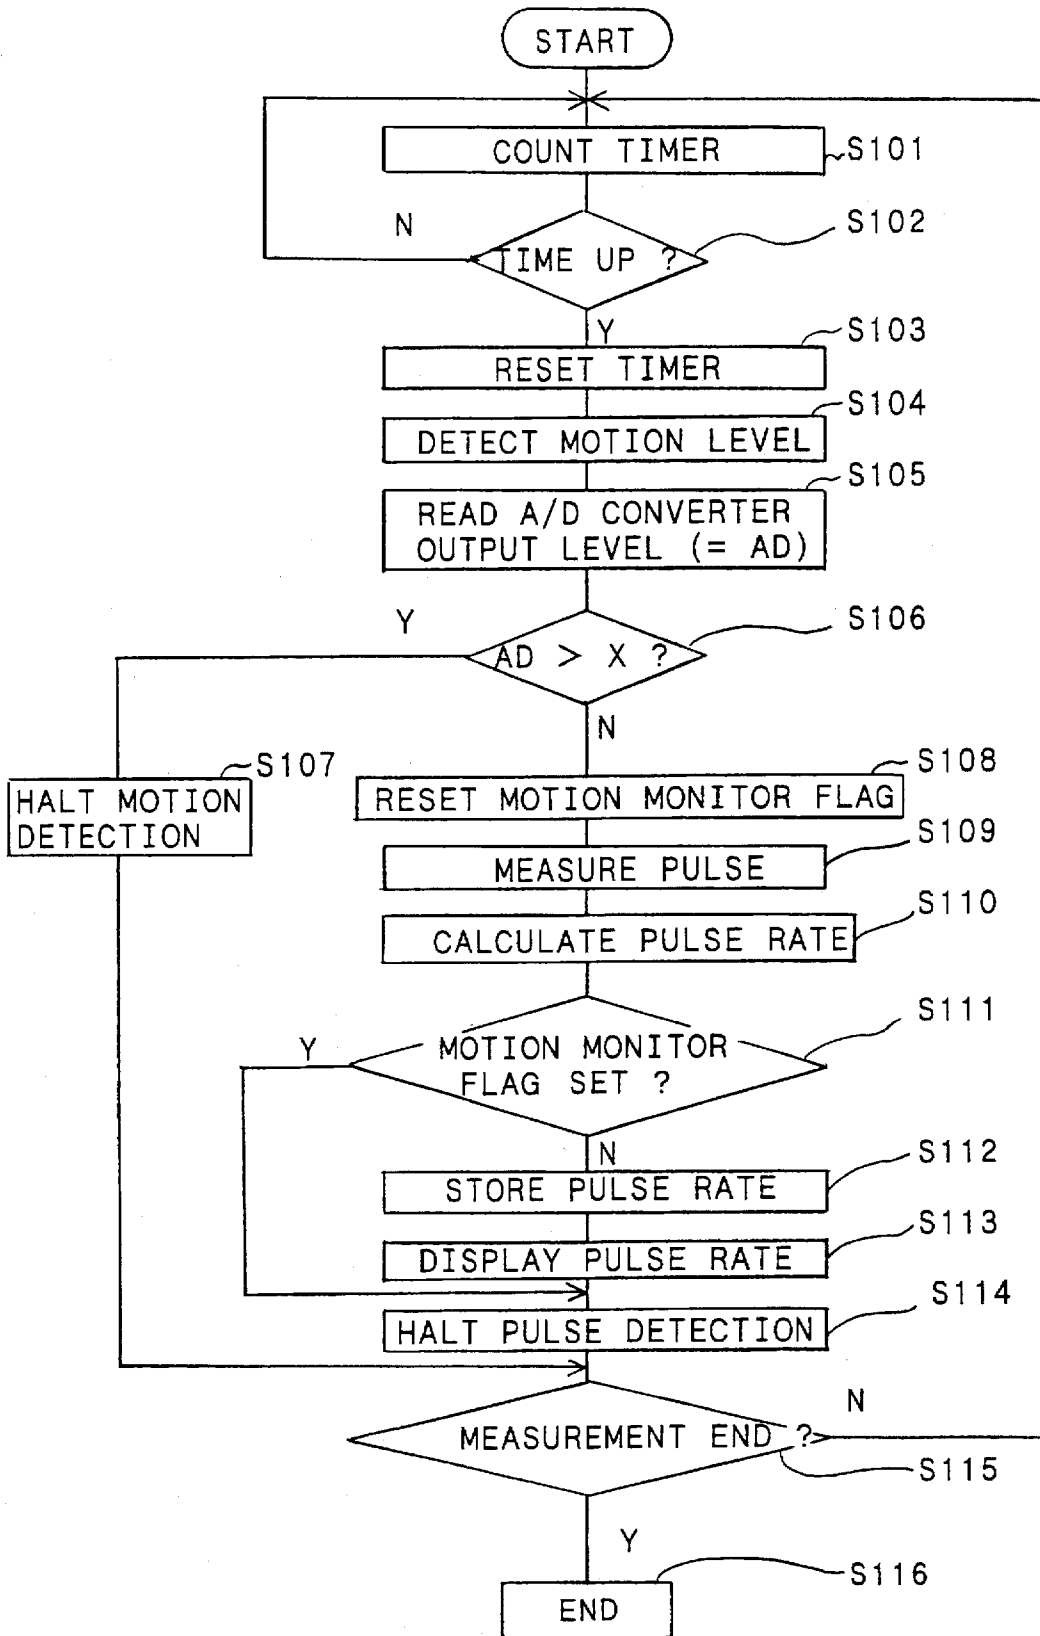 START
COUNT TIMER
S101
N
S102
TIME UP ?
Y
S103
RESET TIMER
S104
DETECT MOTION LEVEL
S105
READ A/D CONVERTER
OUTPUT LEVEL (= AD)
Y
S106
AD > X ?
N
S107
HALT MOTION
DETECTION
S108
RESET MOTION MONITOR FLAG
S109
MEASURE PULSE
S110
CALCULATE PULSE RATE
S111
Y
MOTION MONITOR
FLAG SET ?
N
S112
STORE PULSE RATE
S113
DISPLAY PULSE RATE
S114
HALT PULSE DETECTION
N
MEASUREMENT END ?
S115
Y
S116
END